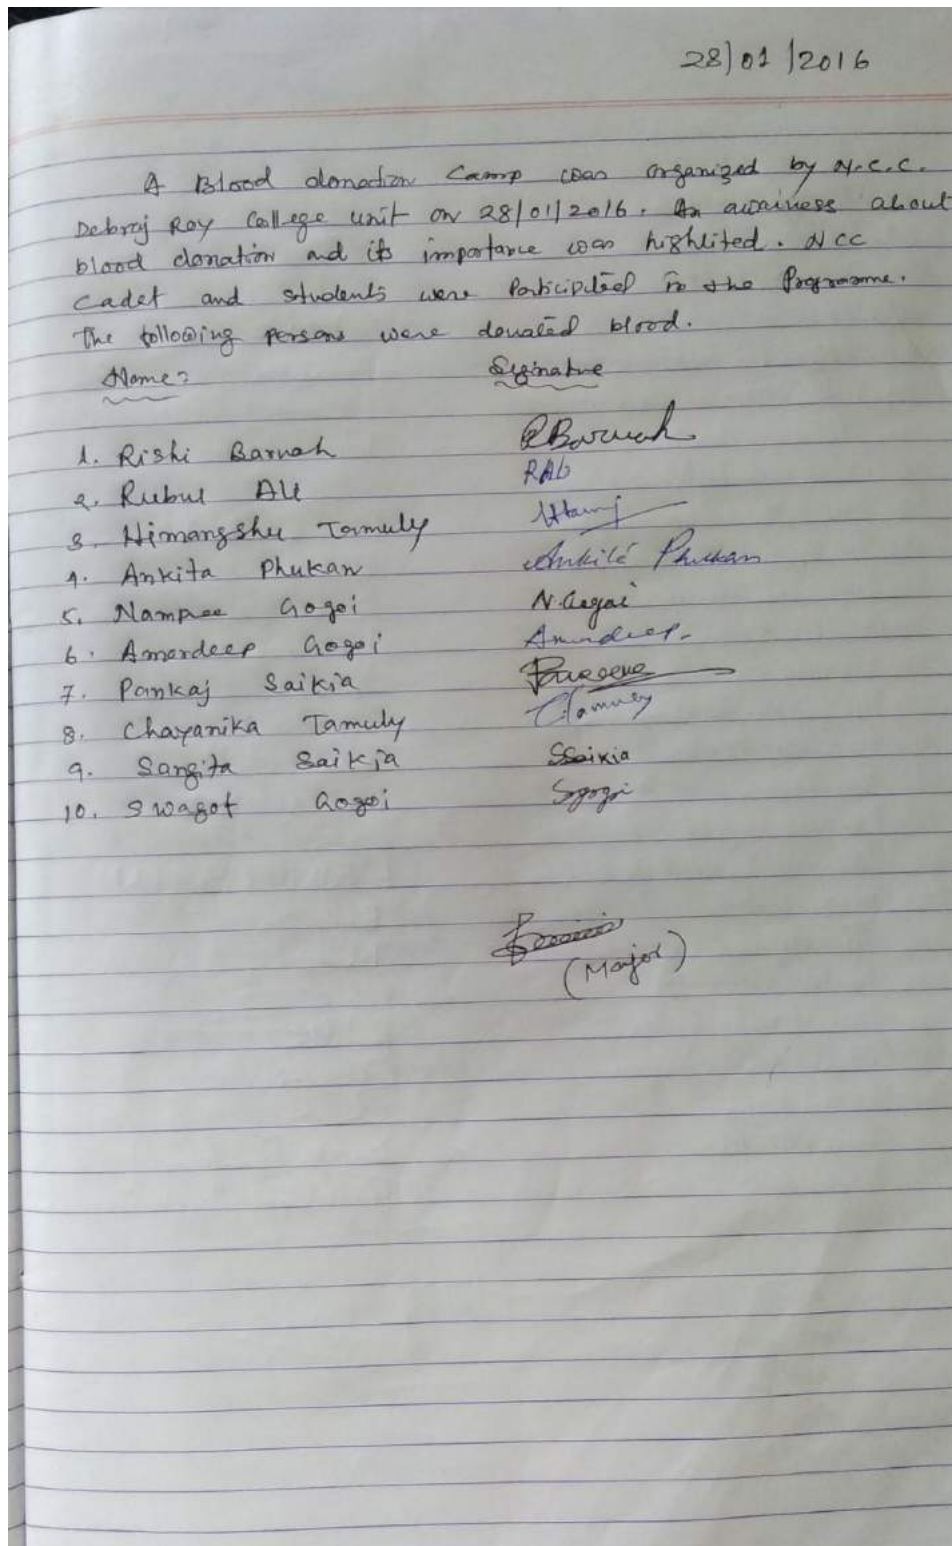 28/01/2016
A Blood donation Camp was organized by N.C.C.
Debraj Roy College unit on 28/01/2016. An awainess about
blood donation and its importance was highlited. NCC
Cadet and students were Participited in the Programme.
The following persons were donated blood.
Name: Signature
1. Rishi Baruah RBaruah
2. Rubul Ali RAli
3. Himangshu Tamuly
4. Ankita Phukan Ankita Phukan
5. Nampee Gogoi N.Gogoi
6. Amardeep Gogoi Amardeep
7. Pankaj Saikia
8. Chayanika Tamuly CTamuly
9. Sangita Saikia SSaikia
10. Swagot Gogoi Sgogoi
(Major)